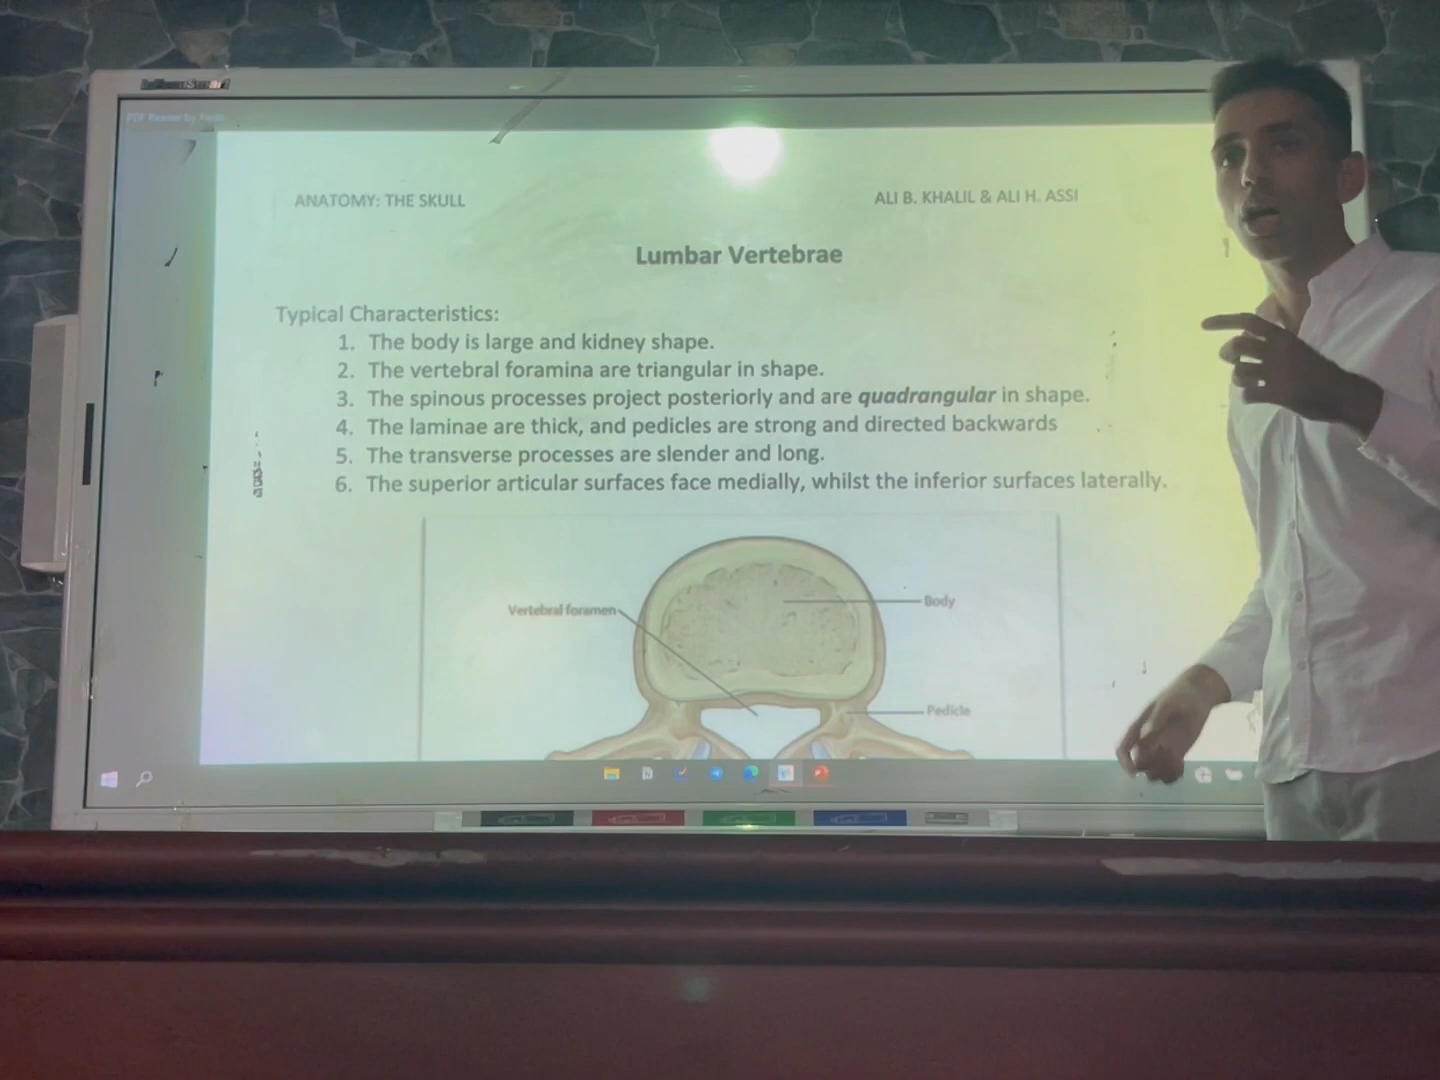 PDF Reader by
ANATOMY: THE SKULL
ALI B. KHALIL & ALI H. ASSI
Lumbar Vertebrae
Typical Characteristics:
1. The body is large and kidney shape.
2. The vertebral foramina are triangular in shape.
3. The spinous processes project posteriorly and are quadrangular in shape.
4. The laminae are thick, and pedicles are strong and directed backwards
5. The transverse processes are slender and long.
6. The superior articular surfaces face medially, whilst the inferior surfaces laterally.
Vertebral foramen
Body
Pedicle